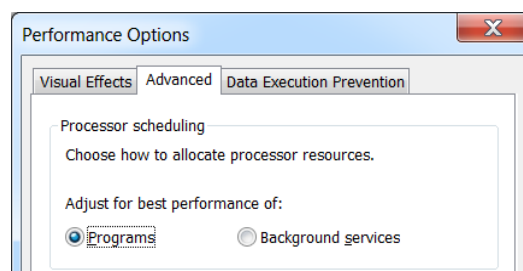 Performance Options
Visual Effects Advanced Data Execution Prevention
Processor scheduling
Choose how to allocate processor resources.
Adjust for best performance of:
Programs Background services